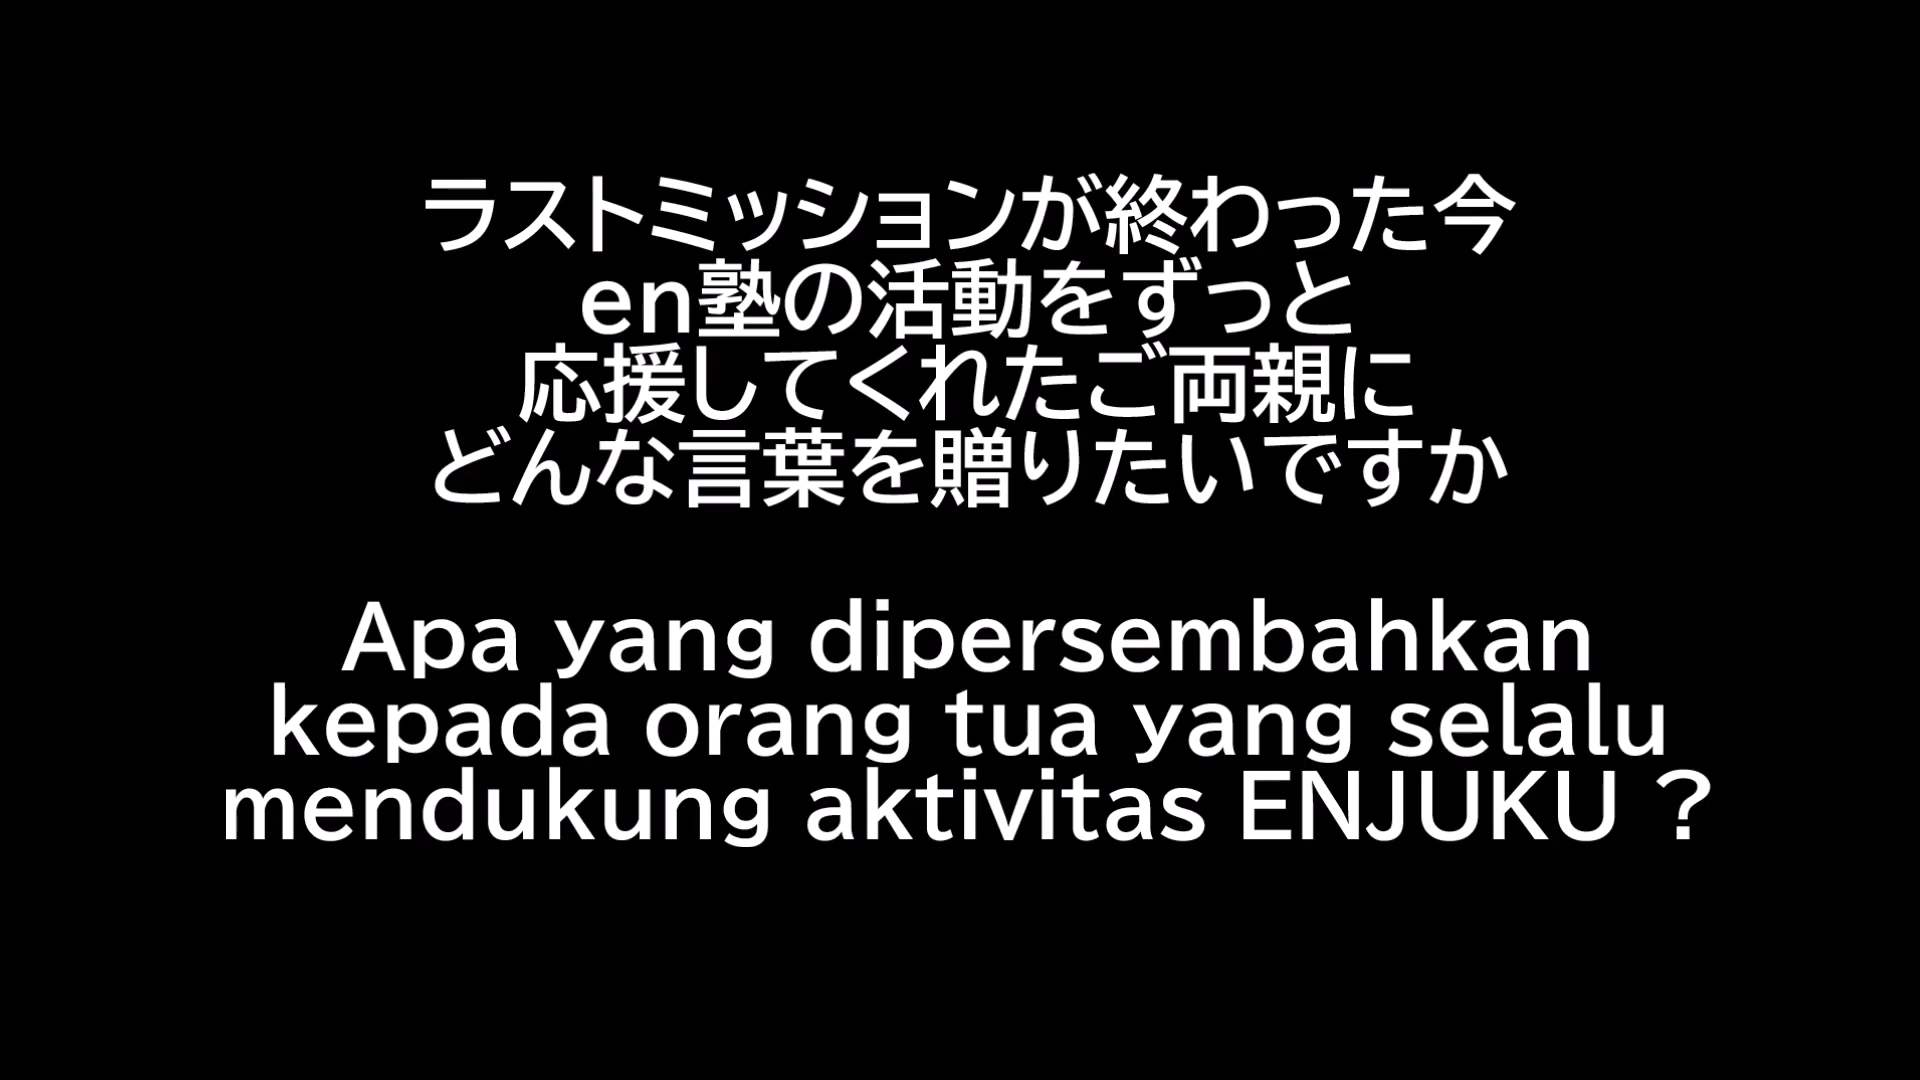 ラストミッションが終わった今
en塾の活動をずっと
応援してくれたご両親に
どんな言葉を贈りたいですか
Apa yang dipersembahkan
kepada orang tua yang selalu
mendukung aktivitas ENJUKU ?